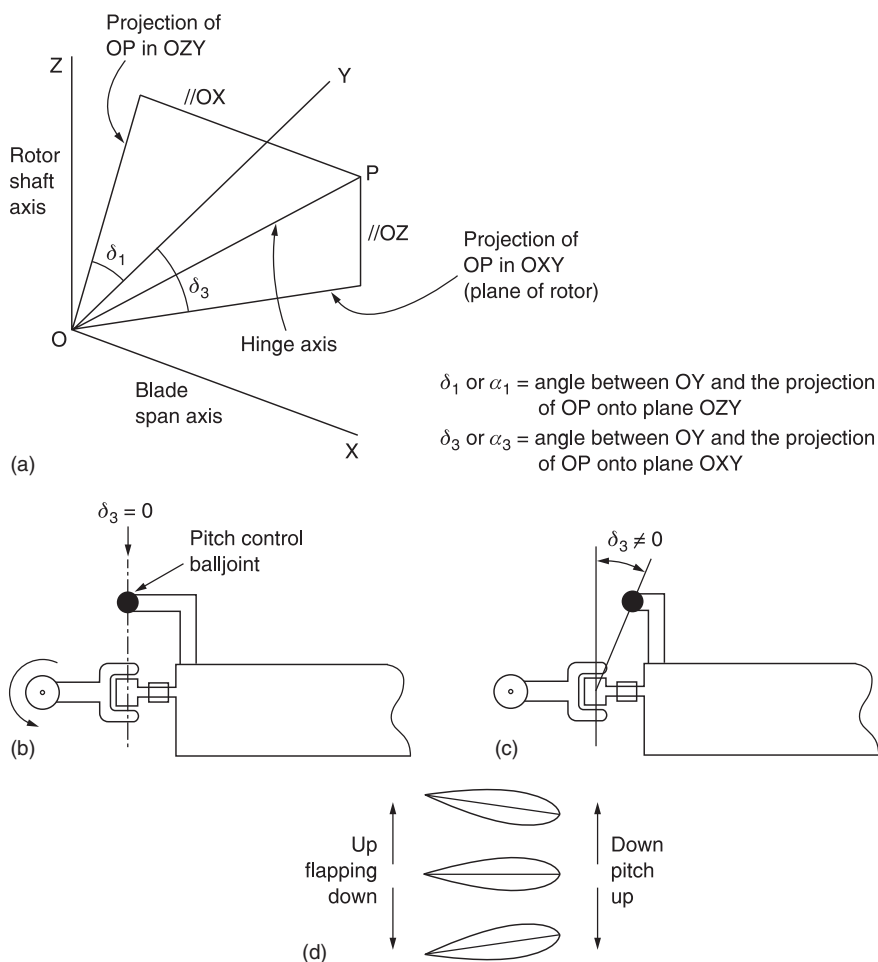 Projection of
OP in OZY
Z
Y
//OX
Rotor
shaft
axis
P
δ1
//OZ
δ3
Projection of
OP in OXY
(plane of rotor)
O
Hinge axis
Blade
span axis
X
δ1 or α1 = angle between OY and the projection
of OP onto plane OZY
δ3 or α3 = angle between OY and the projection
of OP onto plane OXY
(a)
δ3 = 0
Pitch control
balljoint
(b)
δ3 ≠ 0
(c)
Up
flapping
down
Down
pitch
up
(d)